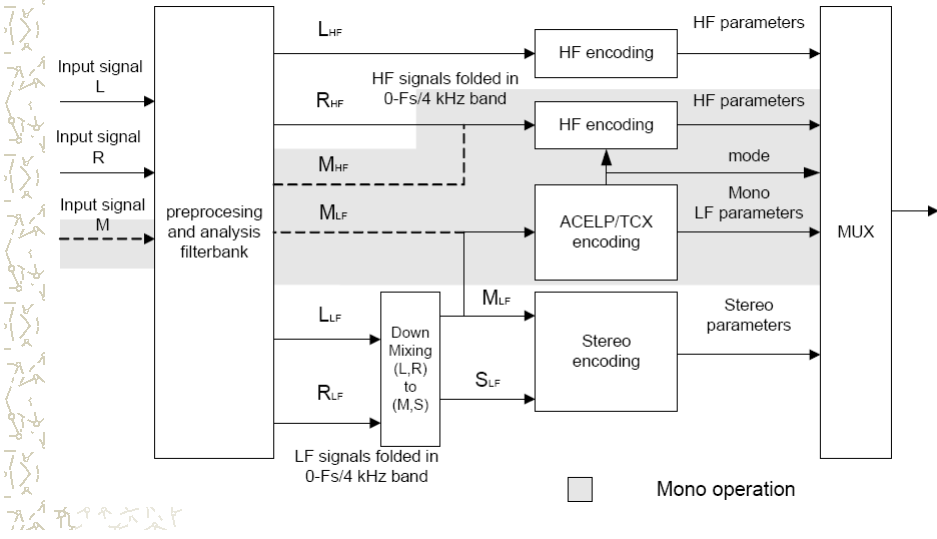 Input signal
L
Input signal
R
Input signal
M
preprocesing
and analysis
filterbank
LHF
RHF
HF signals folded in
0-Fs/4 kHz band
MHF
MLF
LLF
RLF
LF signals folded in
0-Fs/4 kHz band
Down
Mixing
(L,R)
to
(M,S)
MLF
SLF
HF encoding
HF encoding
ACELP/TCX
encoding
Stereo
encoding
HF parameters
HF parameters
mode
Mono
LF parameters
Stereo
parameters
MUX
Mono operation